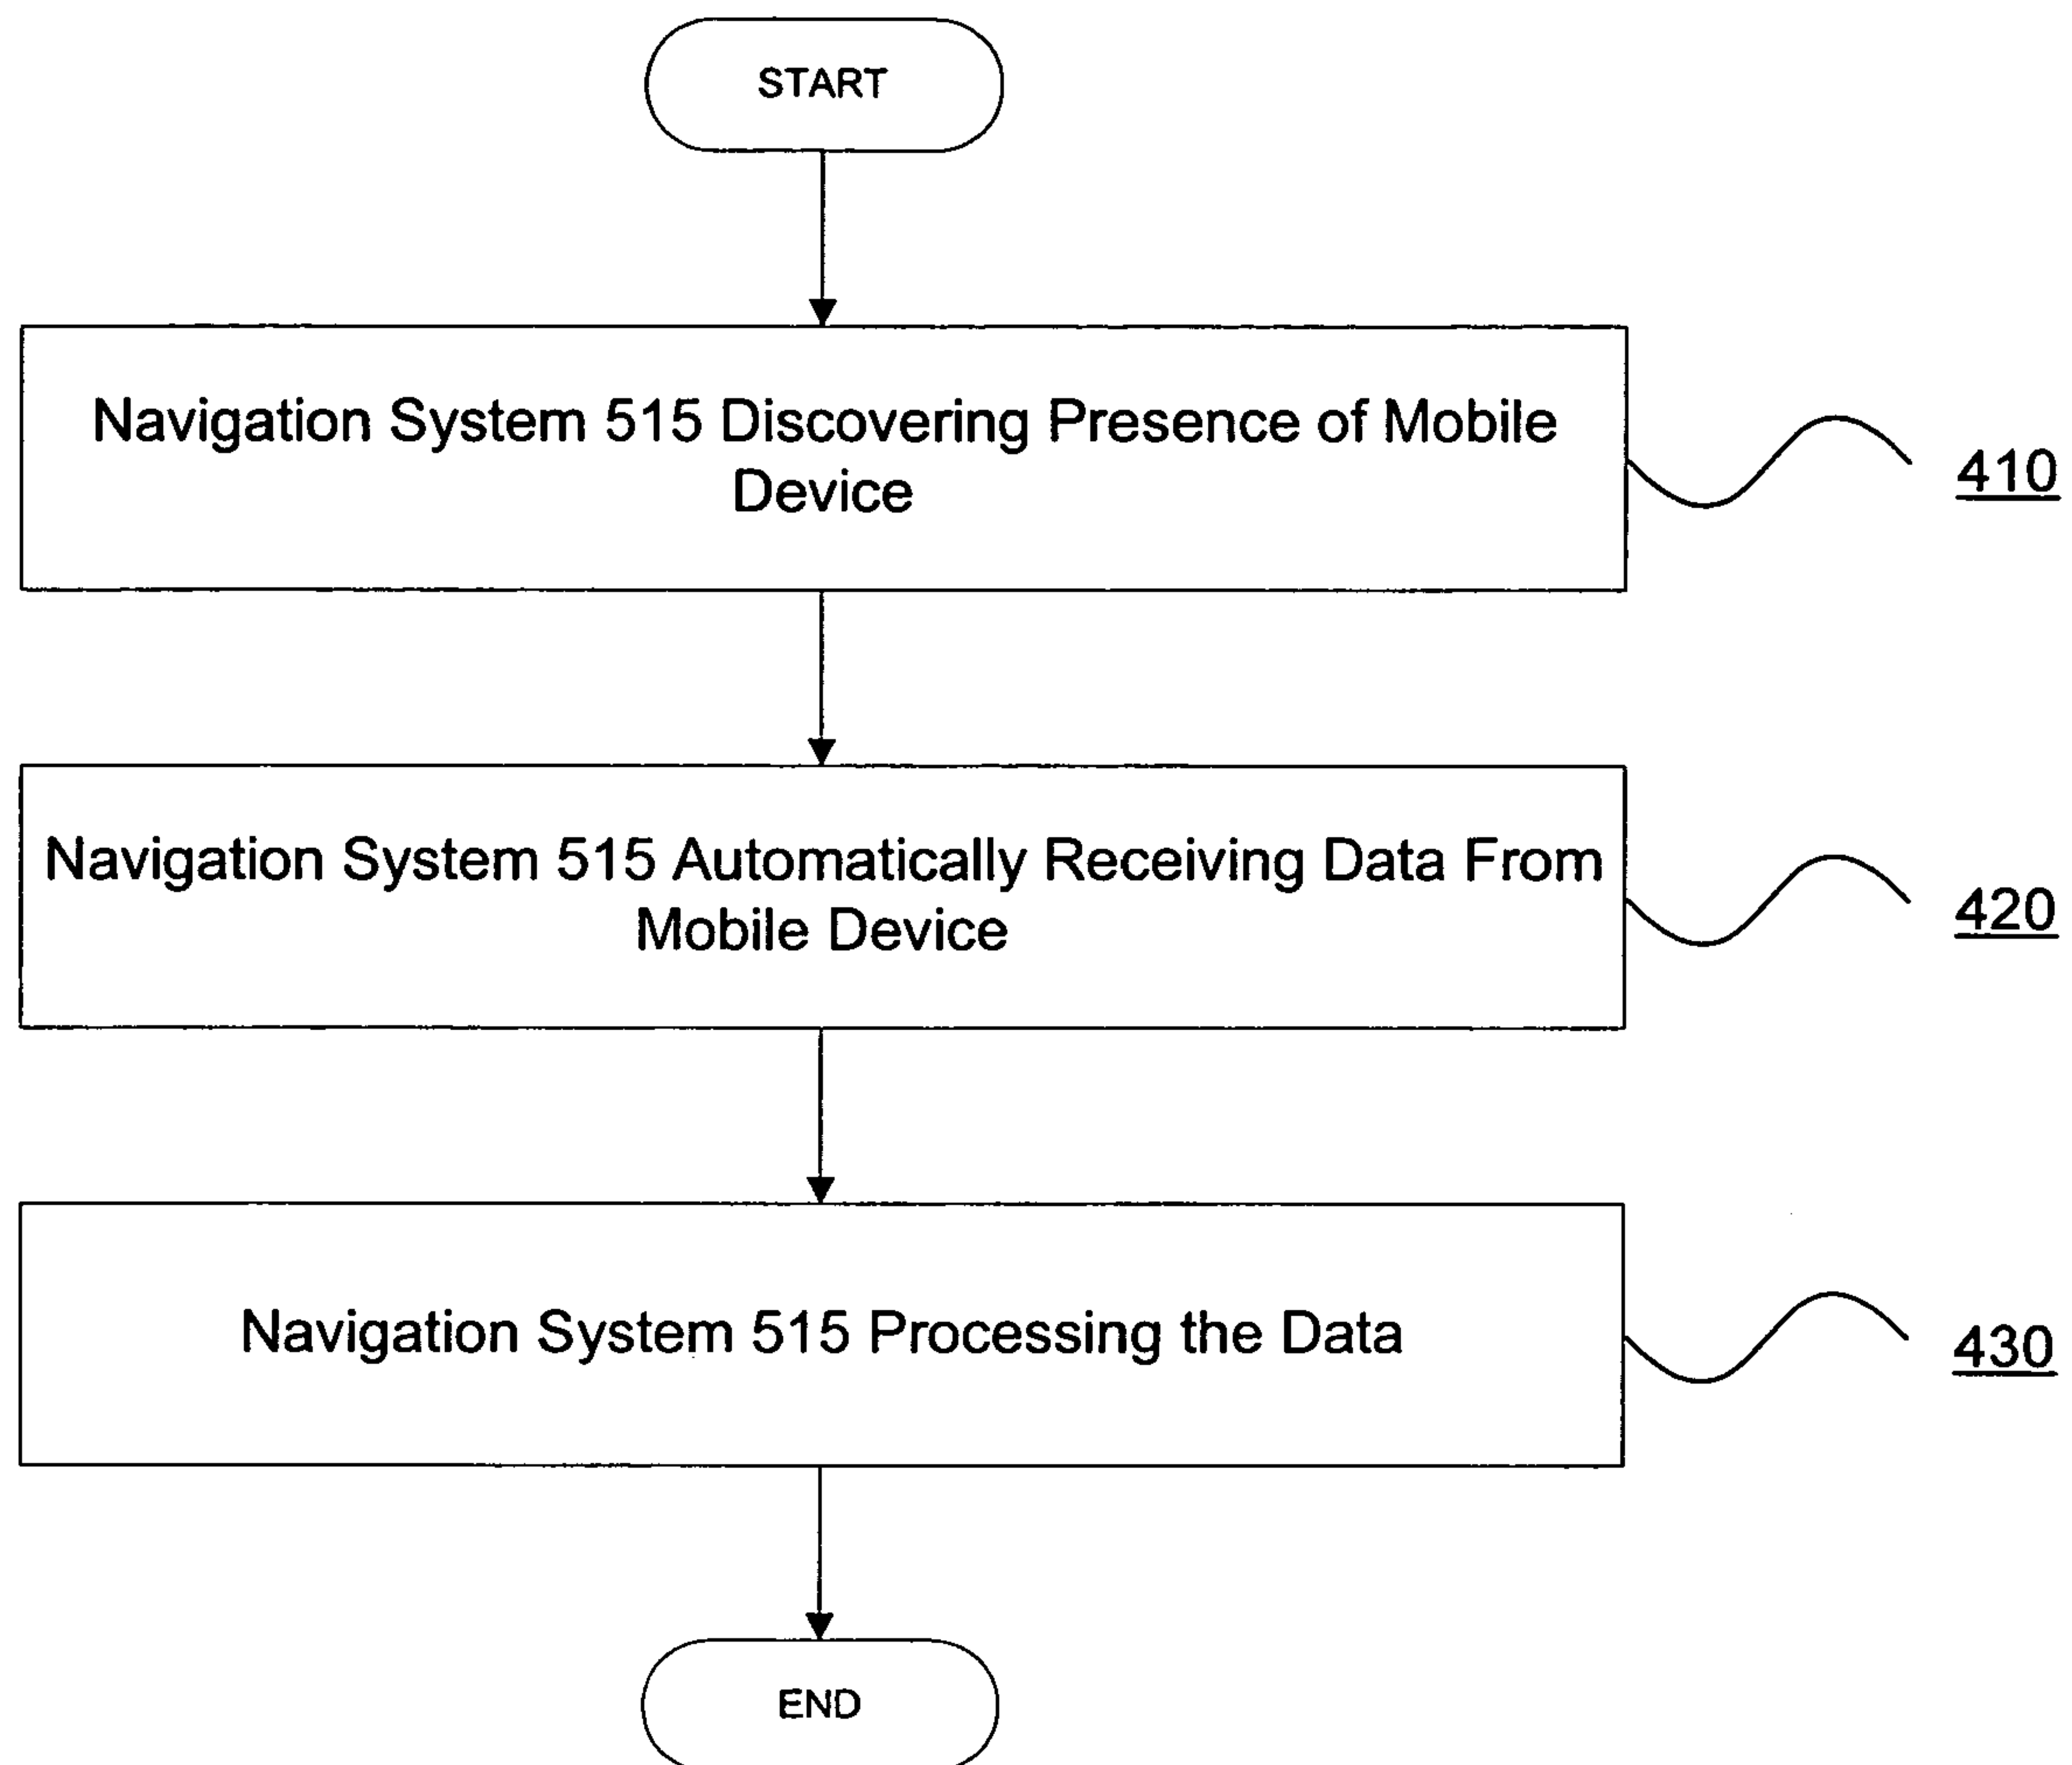 START
Navigation System 515 Discovering Presence of Mobile
Device
410
Navigation System 515 Automatically Receiving Data From
Mobile Device
420
Navigation System 515 Processing the Data
430
END